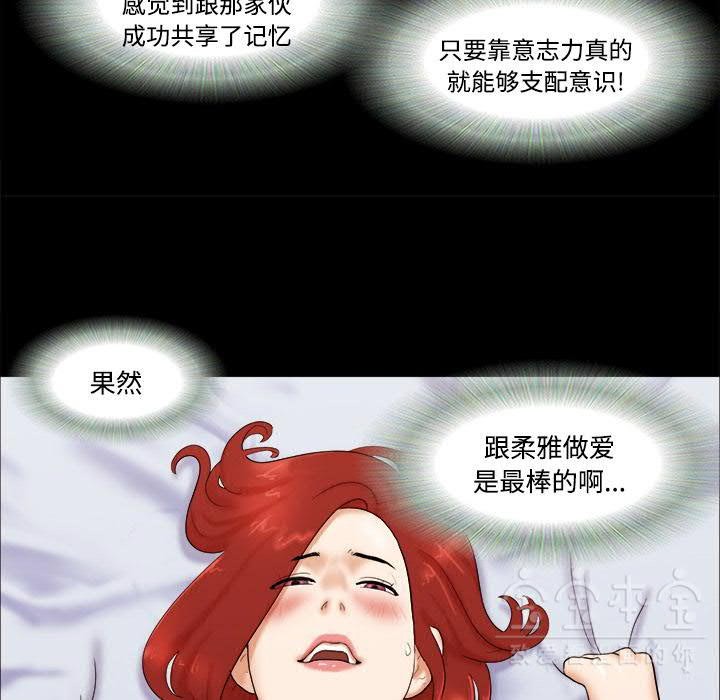 感觉到跟那家伙
成功共享了记忆
只要靠意志力真的
就能够支配意识!
果然
跟柔雅做爱
是最棒的啊...